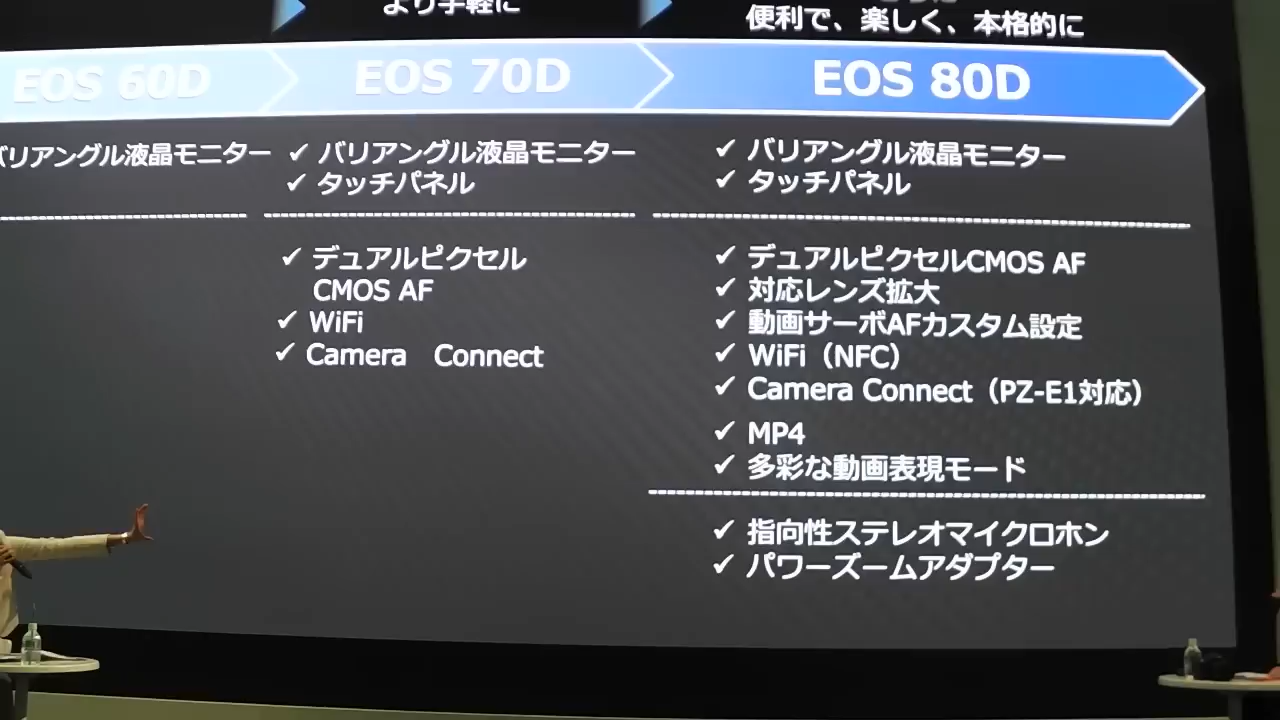 より手軽に
便利で、楽しく、本格的に
EOS 60D
EOS 70D
EOS 80D
バリアングル液晶モニター
✓ バリアングル液晶モニター
✓ タッチパネル
✓ デュアルピクセル
CMOS AF
✓ WiFi
✓ Camera Connect
✓ バリアングル液晶モニター
✓ タッチパネル
✓ デュアルピクセルCMOS AF
✓ 対応レンズ拡大
✓ 動画サーボAFカスタム設定
✓ WiFi（NFC）
✓ Camera Connect（PZ-E1対応）
✓ MP4
✓ 多彩な動画表現モード
✓ 指向性ステレオマイクロホン
✓ パワーズームアダプター